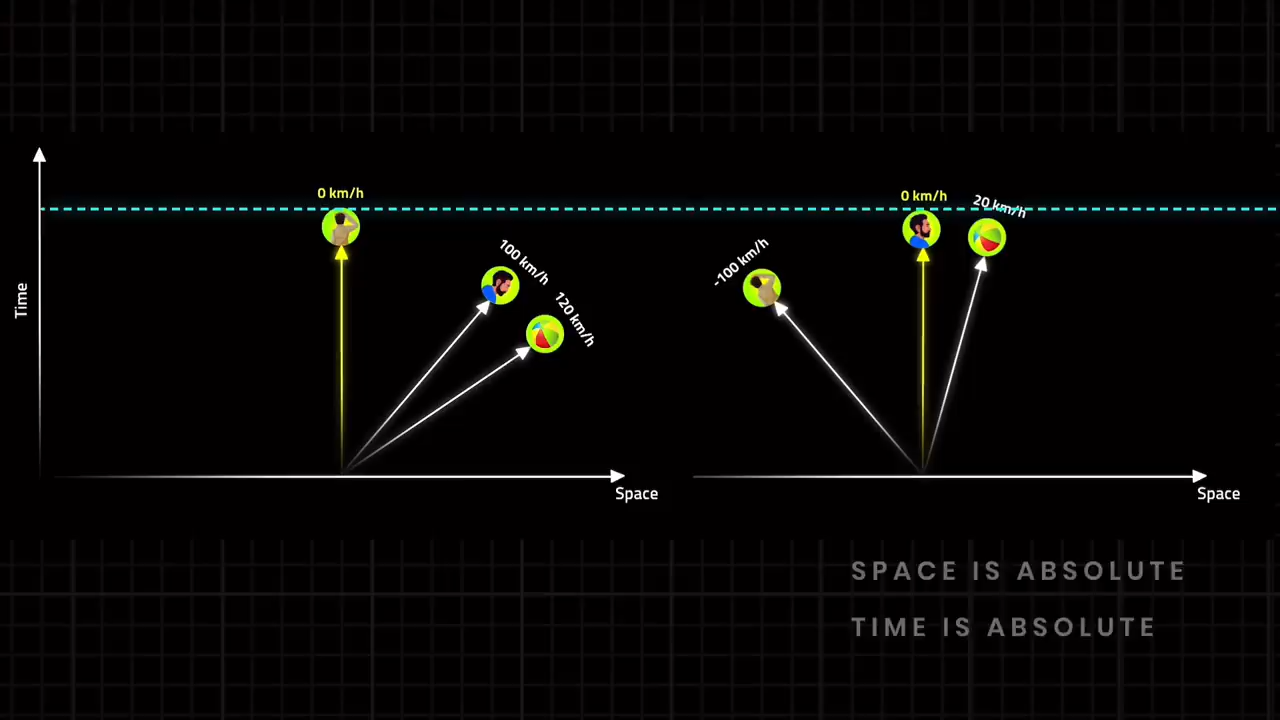 0 km/h
100 km/h
120 km/h
Time
Space
0 km/h
20 km/h
-100 km/h
Space
SPACE IS ABSOLUTE
TIME IS ABSOLUTE